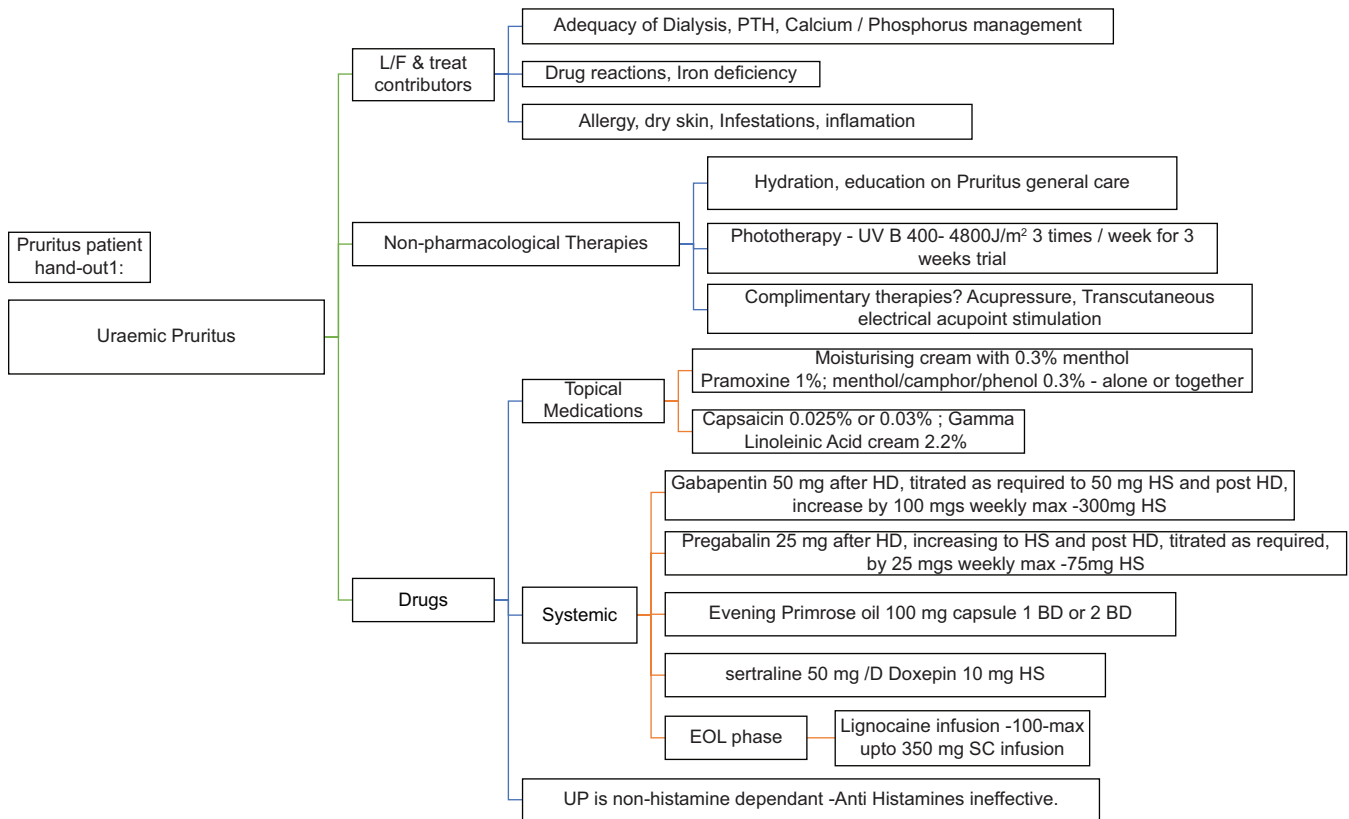 Pruritus patient
hand-out1:
Uraemic Pruritus
L/F & treat
contributors
Adequacy of Dialysis, PTH, Calcium / Phosphorus management
Drug reactions, Iron deficiency
Allergy, dry skin, Infestations, inflamation
Non-pharmacological Therapies
Hydration, education on Pruritus general care
Phototherapy - UV B 400- 4800J/m² 3 times / week for 3
weeks trial
Complimentary therapies? Acupressure, Transcutaneous
electrical acupoint stimulation
Drugs
Topical
Medications
Moisturising cream with 0.3% menthol
Pramoxine 1%; menthol/camphor/phenol 0.3% - alone or together
Capsaicin 0.025% or 0.03% ; Gamma
Linoleinic Acid cream 2.2%
Systemic
Gabapentin 50 mg after HD, titrated as required to 50 mg HS and post HD,
increase by 100 mgs weekly max -300mg HS
Pregabalin 25 mg after HD, increasing to HS and post HD, titrated as required,
by 25 mgs weekly max -75mg HS
Evening Primrose oil 100 mg capsule 1 BD or 2 BD
sertraline 50 mg /D Doxepin 10 mg HS
EOL phase
Lignocaine infusion -100-max
upto 350 mg SC infusion
UP is non-histamine dependant -Anti Histamines ineffective.